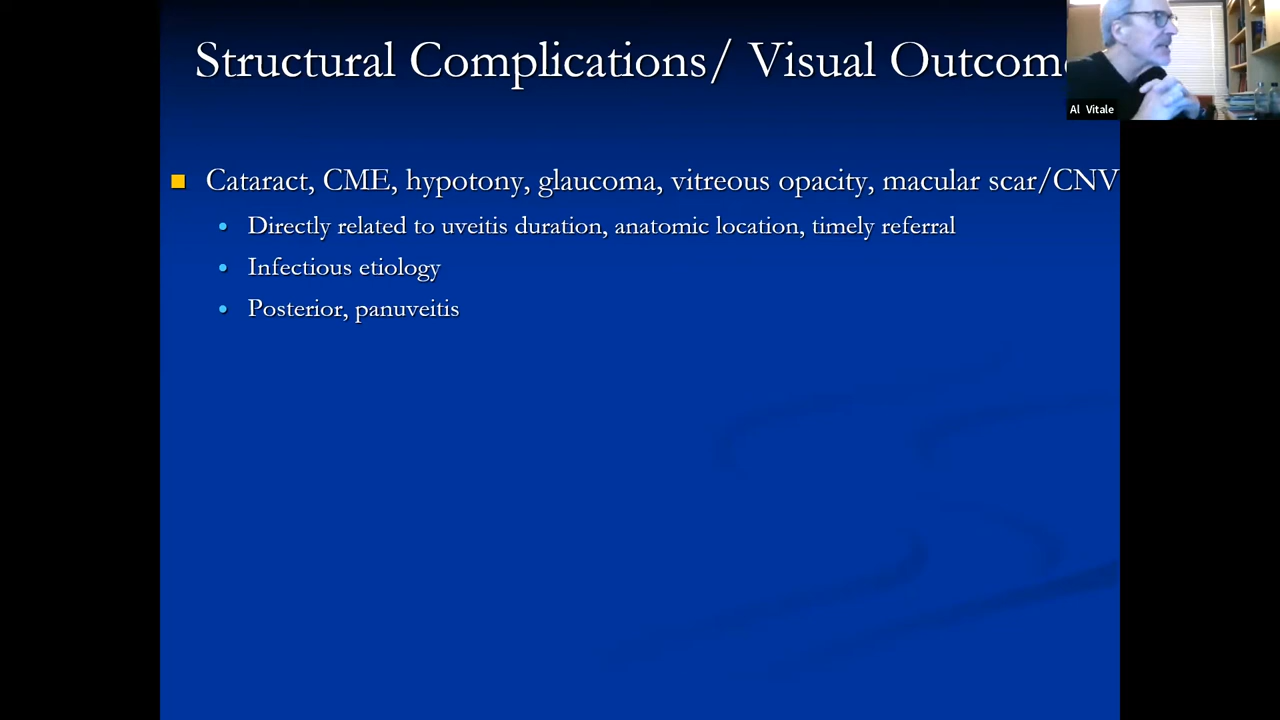 Structural Complications/ Visual Outcom
Al Vitale
Cataract, CME, hypotony, glaucoma, vitreous opacity, macular scar/CNV
Directly related to uveitis duration, anatomic location, timely referral
Infectious etiology
Posterior, panuveitis